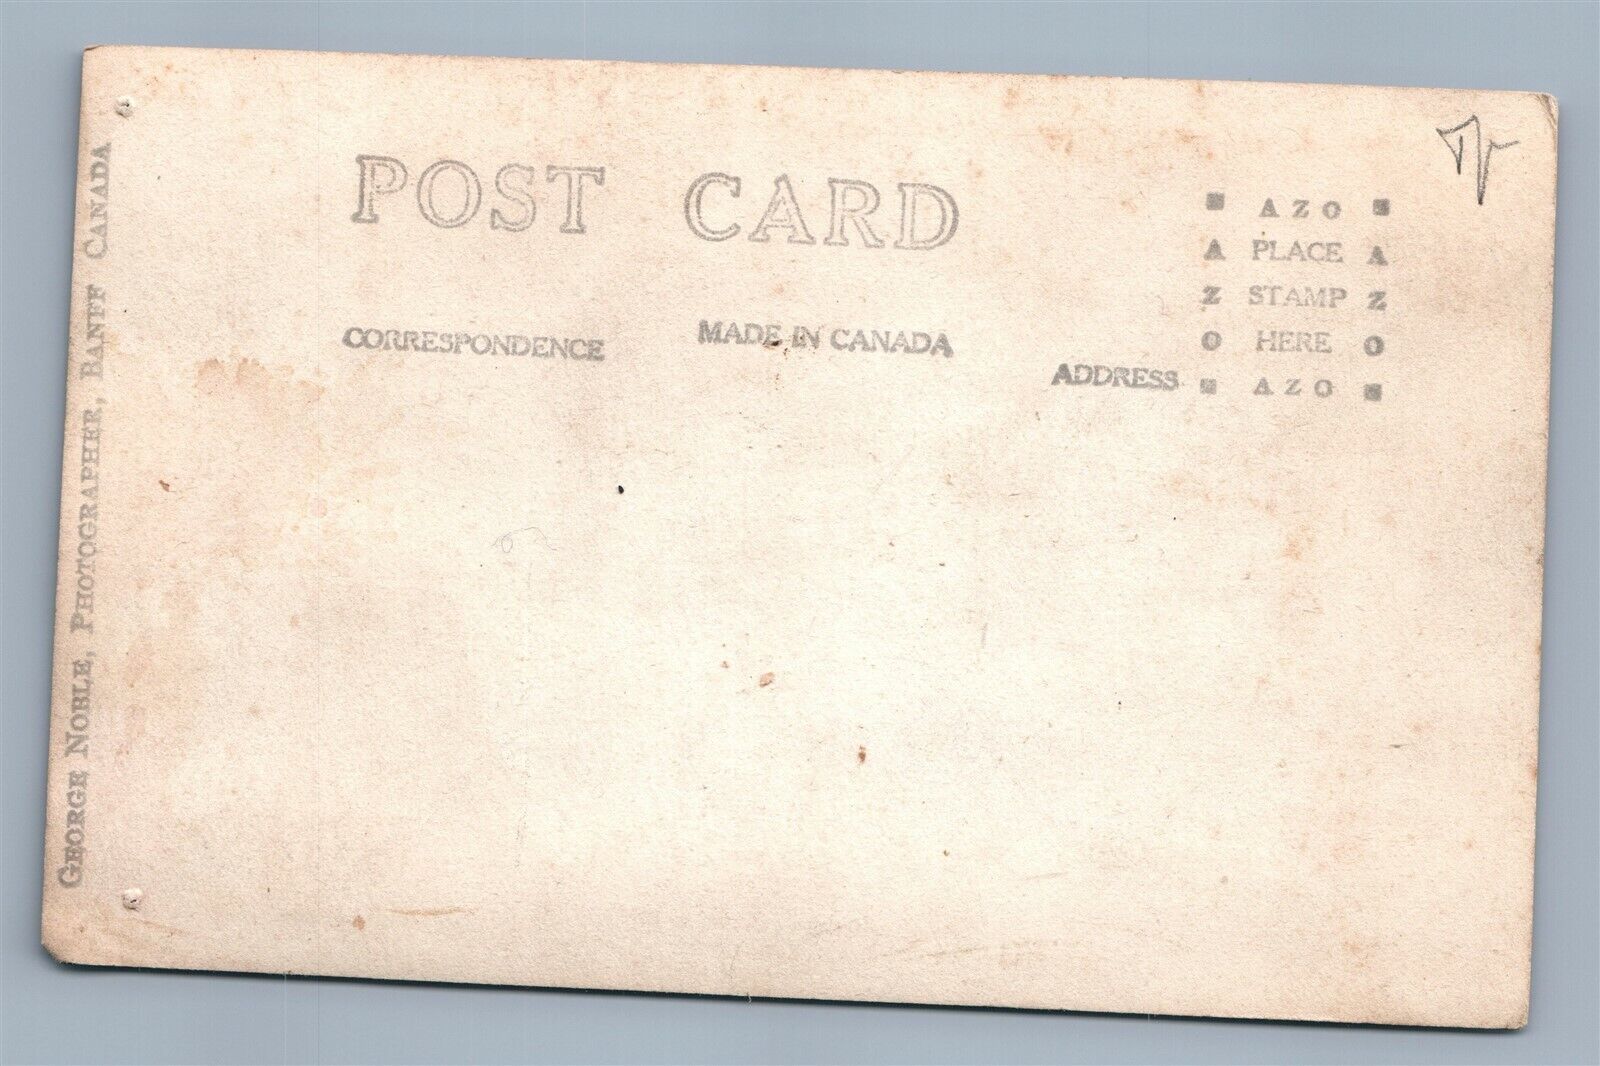 GEORGE NOBLE, PHOTOGRAPHER, BANFF CANADA
POST CARD
CORRESPONDENCE
MADE IN CANADA
ADDRESS
AZO
A PLACE A
Z STAMP Z
O HERE O
AZO